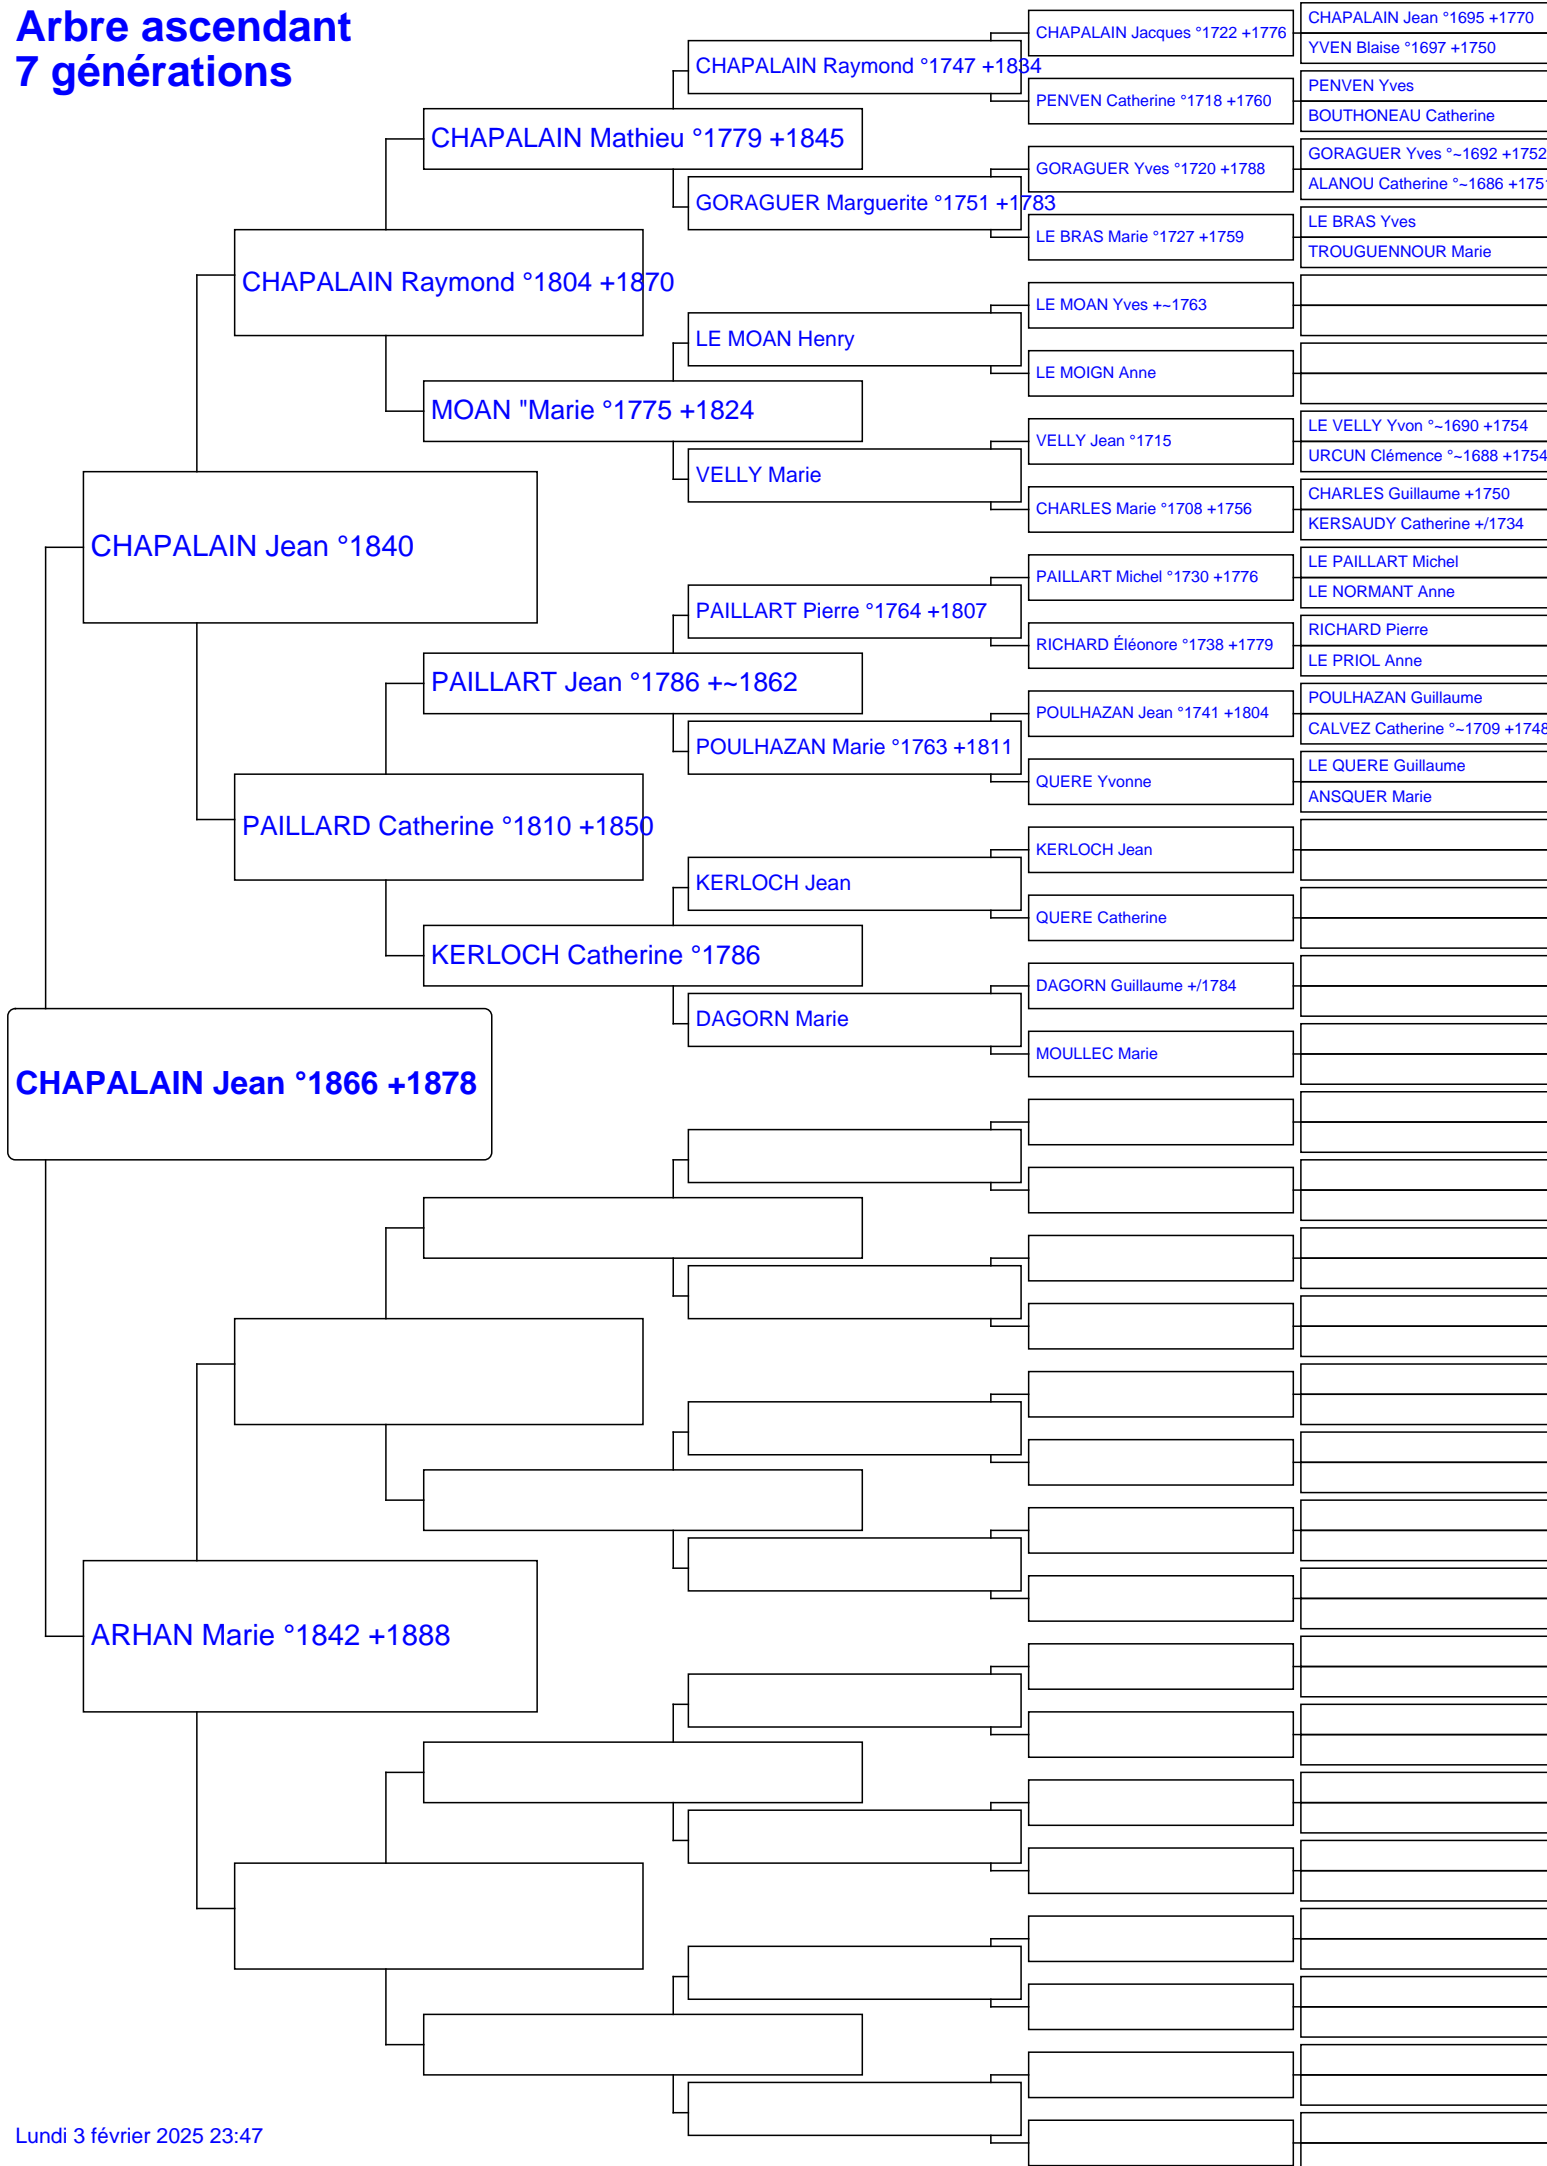 Arbre ascendant
7 générations
CHAPALAIN Jean °1866 +1878
CHAPALAIN Jean °1840
ARHAN Marie °1842 +1888
CHAPALAIN Raymond °1804 +1870
PAILLARD Catherine °1810 +1850
CHAPALAIN Mathieu °1779 +1845
MOAN "Marie °1775 +1824
PAILLART Jean °1786 +~1862
KERLOCH Catherine °1786
CHAPALAIN Raymond °1747 +1834
GORAGUER Marguerite °1751 +1783
LE MOAN Henry
VELLY Marie
PAILLART Pierre °1764 +1807
POULHAZAN Marie °1763 +1811
KERLOCH Jean
DAGORN Marie
CHAPALAIN Jacques °1722 +1776
PENVEN Catherine °1718 +1760
GORAGUER Yves °1720 +1788
LE BRAS Marie °1727 +1759
LE MOAN Yves +~1763
LE MOIGN Anne
VELLY Jean °1715
CHARLES Marie °1708 +1756
PAILLART Michel °1730 +1776
RICHARD Éléonore °1738 +1779
POULHAZAN Jean °1741 +1804
QUERE Yvonne
KERLOCH Jean
QUERE Catherine
DAGORN Guillaume +/1784
MOULLEC Marie
CHAPALAIN Jean °1695 +1770
YVEN Blaise °1697 +1750
PENVEN Yves
BOUTHONEAU Catherine
GORAGUER Yves °~1692 +1752
ALANOU Catherine °~1686 +1751
LE BRAS Yves
TROUGUENNOUR Marie
LE VELLY Yvon °~1690 +1754
URCUN Clémence °~1688 +1754
CHARLES Guillaume +1750
KERSAUDY Catherine +/1734
LE PAILLART Michel
LE NORMANT Anne
RICHARD Pierre
LE PRIOL Anne
POULHAZAN Guillaume
CALVEZ Catherine °~1709 +1748
LE QUERE Guillaume
ANSQUER Marie
Lundi 3 février 2025 23:47